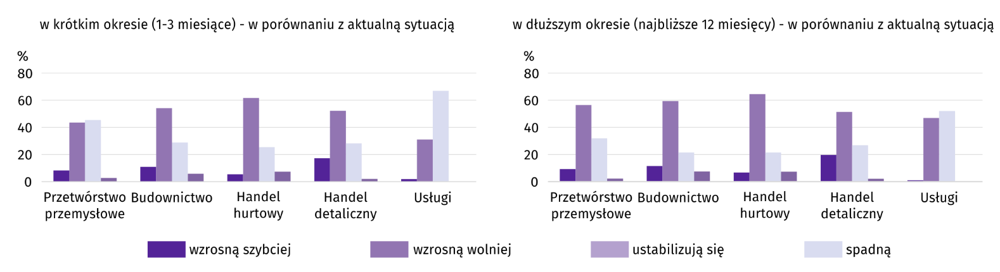 w krótkim okresie (1-3 miesiące) - w porównaniu z aktualną sytuacją
%
80
60
40
20
0
Przetwórstwo przemysłowe
Budownictwo
Handel hurtowy
Handel detaliczny
Usługi
w dłuższym okresie (najbliższe 12 miesięcy) - w porównaniu z aktualną sytuacją
%
80
60
40
20
0
Przetwórstwo przemysłowe
Budownictwo
Handel hurtowy
Handel detaliczny
Usługi
wzrosną szybciej
wzrosną wolniej
ustabilizują się
spadną